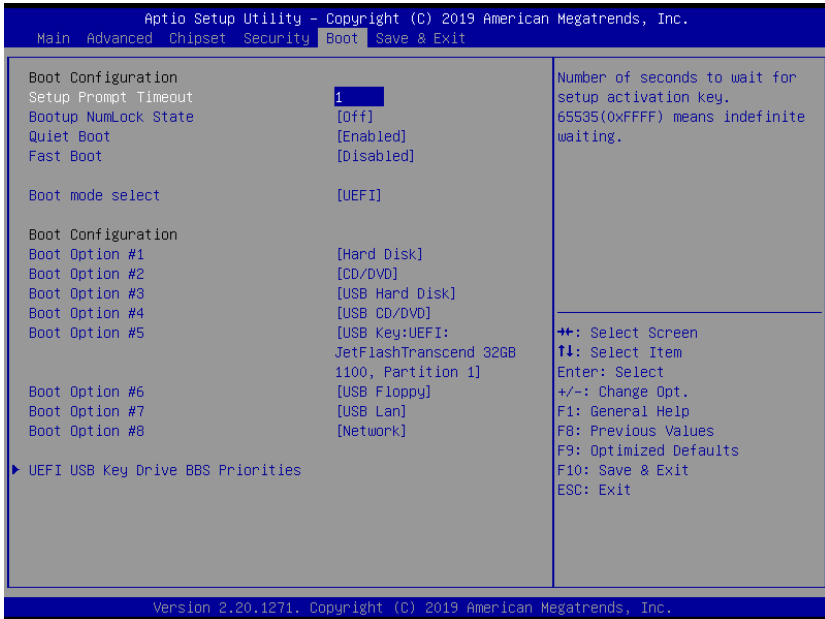 Aptio Setup Utility – Copyright (C) 2019 American Megatrends, Inc.
Main Advanced Chipset Security Boot Save & Exit
Boot Configuration
Setup Prompt Timeout 1
Bootup NumLock State [Off]
Quiet Boot [Enabled]
Fast Boot [Disabled]
Boot mode select [UEFI]
Boot Configuration
Boot Option #1 [Hard Disk]
Boot Option #2 [CD/DVD]
Boot Option #3 [USB Hard Disk]
Boot Option #4 [USB CD/DVD]
Boot Option #5 [USB Key:UEFI:
JetFlashTranscend 32GB
1100, Partition 1]
Boot Option #6 [USB Floppy]
Boot Option #7 [USB Lan]
Boot Option #8 [Network]
UEFI USB Key Drive BBS Priorities
Number of seconds to wait for
setup activation key.
65535(0xFFFF) means indefinite
waiting.
→←: Select Screen
↑↓: Select Item
Enter: Select
+/-: Change Opt.
F1: General Help
F8: Previous Values
F9: Optimized Defaults
F10: Save & Exit
ESC: Exit
Version 2.20.1271. Copyright (C) 2019 American Megatrends, Inc.